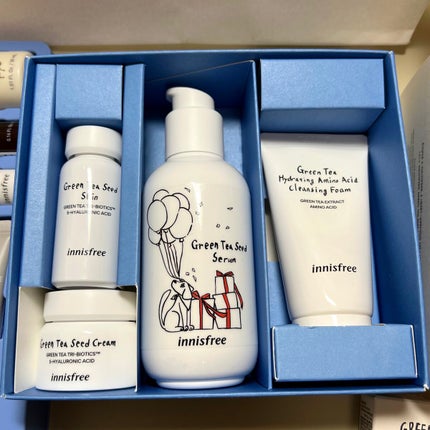 Green Tea Seed
Skin
GREEN TEA TRI-BIOTICS™
5-HYALURONIC ACID
innisfree
Green Tea Seed Cream
GREEN TEA TRI-BIOTICS™
5-HYALURONIC ACID
innisfree
Green Tea Seed
Serum
innisfree
Green Tea
Hydrating Amino Acid
Cleansing Foam
GREEN TEA EXTRACT
AMINO ACID
innisfree
innisfree